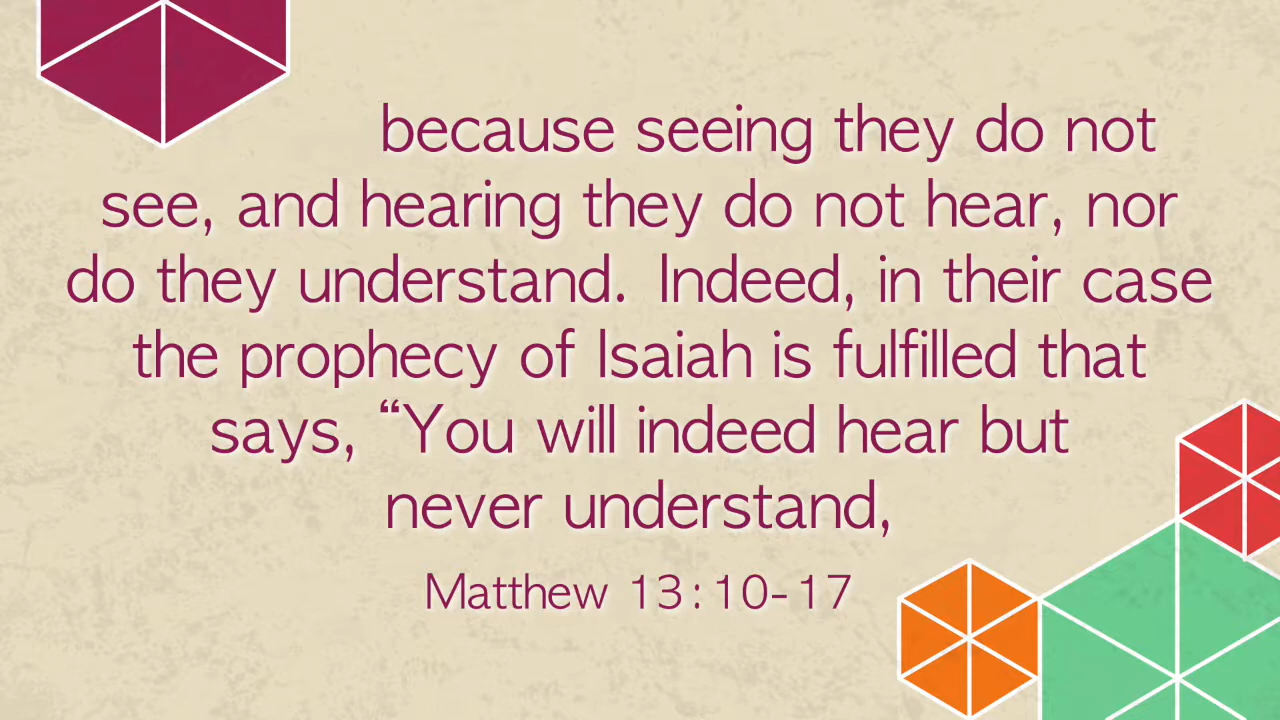 because seeing they do not
see, and hearing they do not hear, nor
do they understand. Indeed, in their case
the prophecy of Isaiah is fulfilled that
says, “You will indeed hear but
never understand,
Matthew 13:10-17